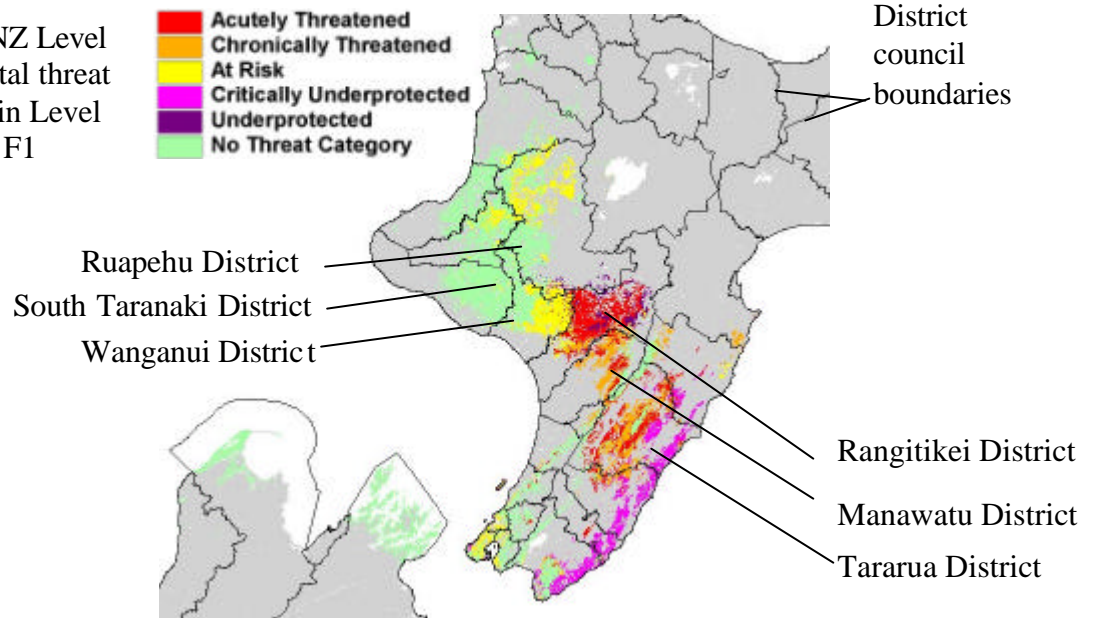 NZ Level
tal threat
in Level
F1
Acutely Threatened
Chronically Threatened
At Risk
Critically Underprotected
Underprotected
No Threat Category
District
council
boundaries
Ruapehu District
South Taranaki District
Wanganui District
Rangitikei District
Manawatu District
Tararua District